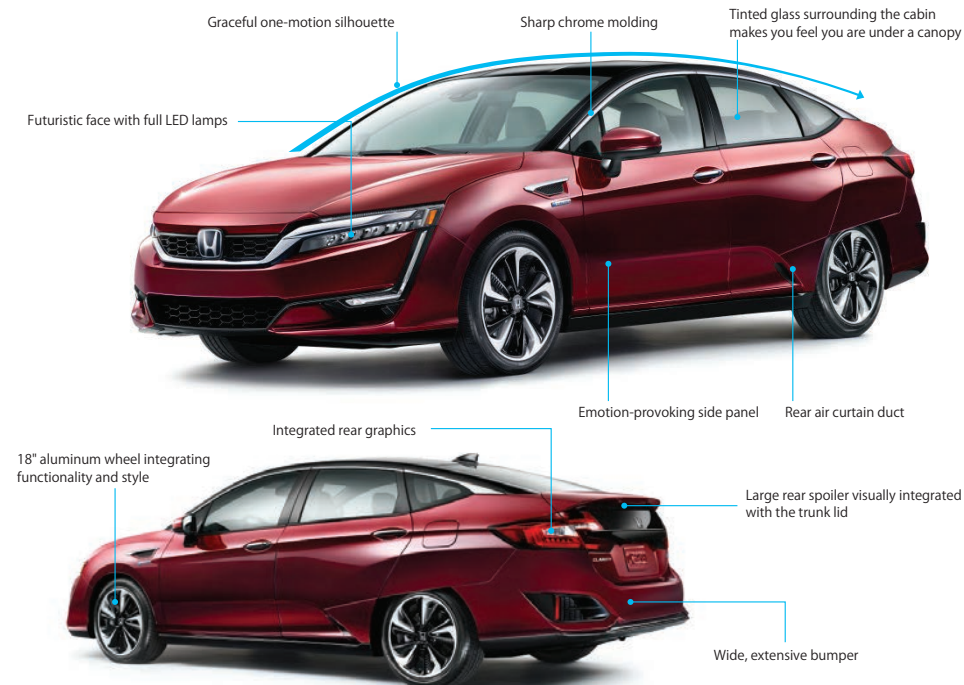 Graceful one-motion silhouette
Sharp chrome molding
Tinted glass surrounding the cabin
makes you feel you are under a canopy
Futuristic face with full LED lamps
Emotion-provoking side panel
Rear air curtain duct
Integrated rear graphics
18" aluminum wheel integrating
functionality and style
Large rear spoiler visually integrated
with the trunk lid
Wide, extensive bumper